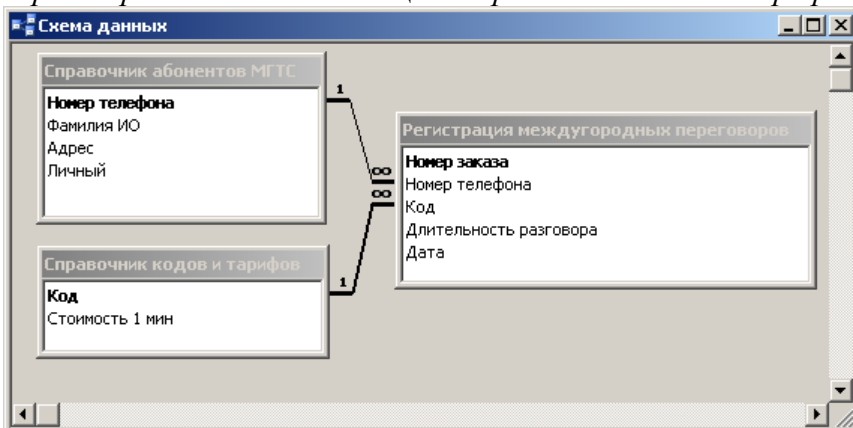 Схема данных
Справочник абонентов МГТС
Номер телефона
Фамилия ИО
Адрес
Личный
1
Регистрация междугородных переговоров
Номер заказа
Номер телефона
Код
Длительность разговора
Дата
∞
∞
Справочник кодов и тарифов
Код
Стоимость 1 мин
1